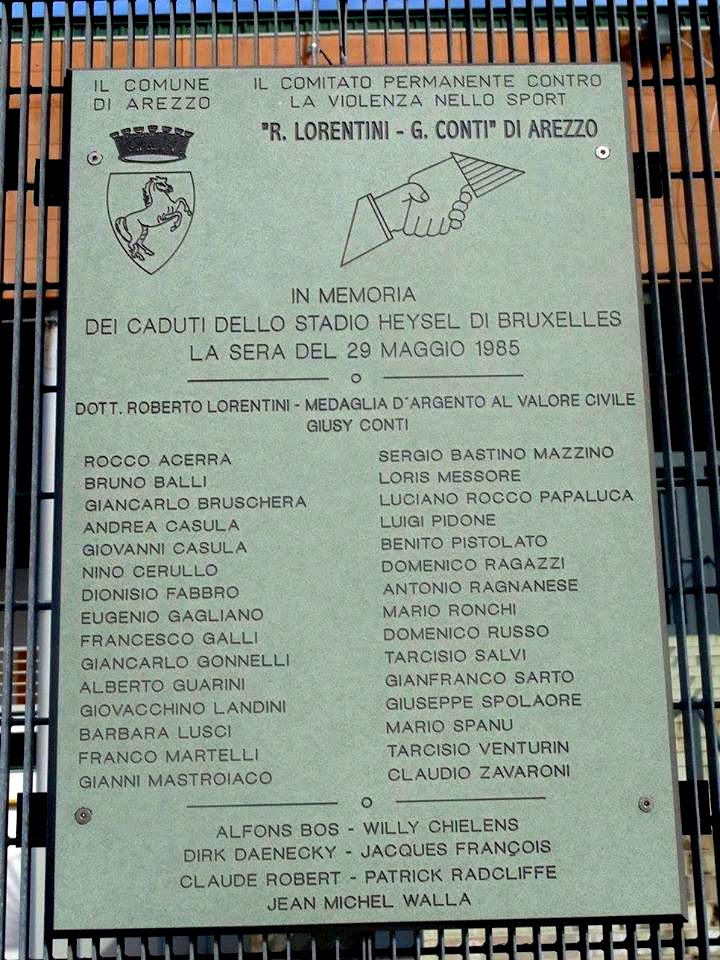 IL COMUNE
DI AREZZO
IL COMITATO PERMANENTE CONTRO
LA VIOLENZA NELLO SPORT
"R. LORENTINI - G. CONTI" DI AREZZO
IN MEMORIA
DEI CADUTI DELLO STADIO HEYSEL DI BRUXELLES
LA SERA DEL 29 MAGGIO 1985
DOTT. ROBERTO LORENTINI - MEDAGLIA D'ARGENTO AL VALORE CIVILE
GIUSY CONTI
ROCCO ACERRA
BRUNO BALLI
GIANCARLO BRUSCHERA
ANDREA CASULA
GIOVANNI CASULA
NINO CERULLO
DIONISIO FABBRO
EUGENIO GAGLIANO
FRANCESCO GALLI
GIANCARLO GONNELLI
ALBERTO GUARINI
GIOVACCHINO LANDINI
BARBARA LUSCI
FRANCO MARTELLI
GIANNI MASTROIACO
SERGIO BASTINO MAZZINO
LORIS MESSORE
LUCIANO ROCCO PAPALUCA
LUIGI PIDONE
BENITO PISTOLATO
DOMENICO RAGAZZI
ANTONIO RAGNANESE
MARIO RONCHI
DOMENICO RUSSO
TARCISIO SALVI
GIANFRANCO SARTO
GIUSEPPE SPOLAORE
MARIO SPANU
TARCISIO VENTURIN
CLAUDIO ZAVARONI
ALFONS BOS - WILLY CHIELENS
DIRK DAENECKY - JACQUES FRANÇOIS
CLAUDE ROBERT - PATRICK RADCLIFFE
JEAN MICHEL WALLA